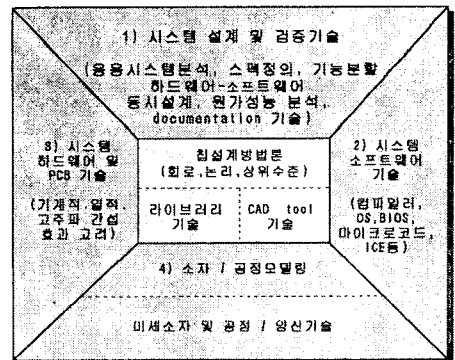 1) 시스템 설계 및 검증기술
(응용시스템분석, 스펙정의, 기능분할
하드웨어-소프트웨어
동시설계, 원가성능 분석,
documentation 기술)
3) 시스템
하드웨어 및
PCB 기술
(기계적,열적,
고주파 간섭
효과 고려)
칩설계방법론
(회로,논리,상위수준)
라이브러리
기술
CAD tool
기술
2) 시스템
소프트웨어
기술
(컴파일러,
OS,BIOS,
마이크로코드,
ICE등)
4) 소자 / 공정모델링
미세소자 및 공정 / 양산기술